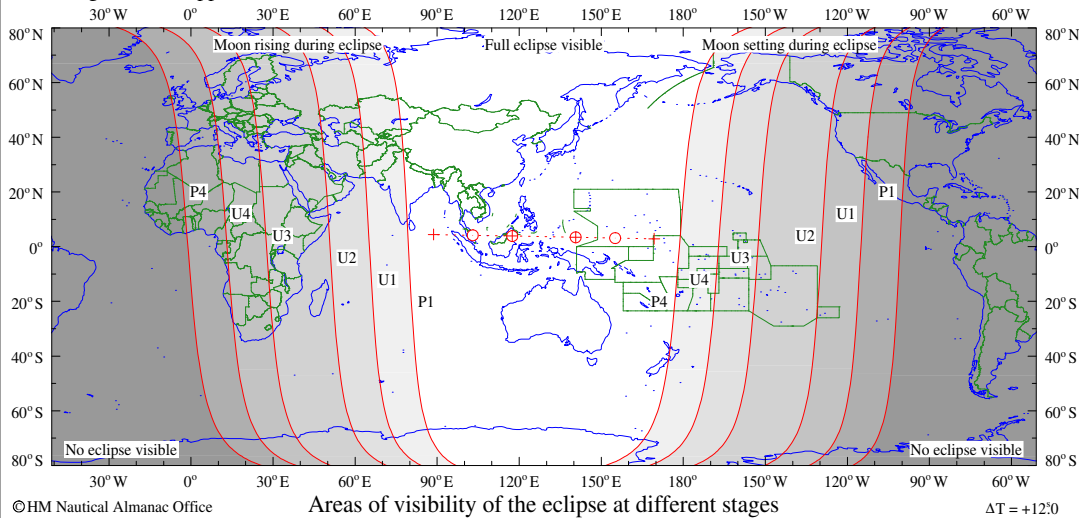 30° W 0° 30° E 60° E 90° E 120° E 150° E 180° 150° W 120° W 90° W 60° W
80° N Moon rising during eclipse Full eclipse visible Moon setting during eclipse 80° N
60° N 60° N
40° N 40° N
20° N P4 P1 20° N
U4 U1
0° U3 U2 0°
U2 U3
U1 U4
20° S P1 P4 20° S
40° S 40° S
60° S 60° S
No eclipse visible No eclipse visible
80° S 80° S
30° W 0° 30° E 60° E 90° E 120° E 150° E 180° 150° W 120° W 90° W 60° W
©HM Nautical Almanac Office Areas of visibility of the eclipse at different stages ΔT = +12ˢ.0